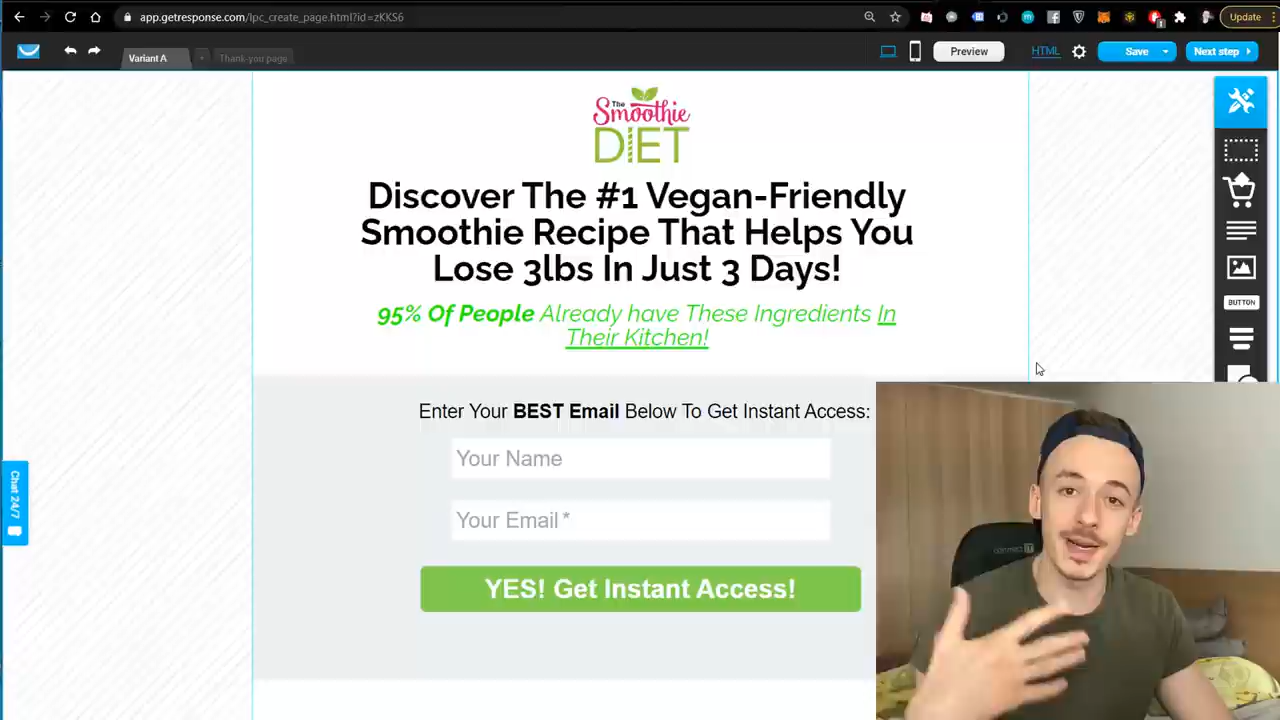 app.getresponse.com/lpc_create_page.html?id=zKKS6
Update
Variant A
+
Thank-you page
Preview
HTML
Save
Next step
The
Smoothie
DIET
Discover The #1 Vegan-Friendly
Smoothie Recipe That Helps You
Lose 3lbs In Just 3 Days!
95% Of People Already have These Ingredients In
Their Kitchen!
BUTTON
Enter Your BEST Email Below To Get Instant Access:
Your Name
Your Email *
YES! Get Instant Access!
Chat 24/7